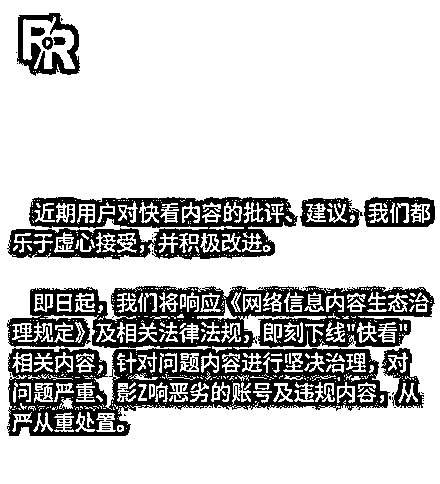 RR
近期用户对快看内容的批评、建议，我们都
乐于虚心接受，并积极改进。
即日起，我们将响应《网络信息内容生态治
理规定》及相关法律法规，即刻下线"快看"
相关内容，针对问题内容进行坚决治理，对
问题严重、影Z响恶劣的账号及违规内容，从
严从重处置。